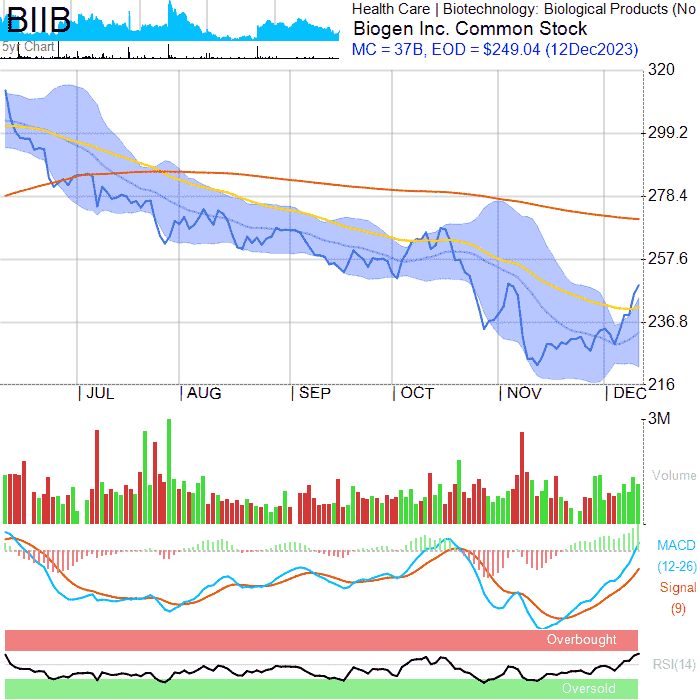 BIIB
5yr Chart
Health Care | Biotechnology: Biological Products (No
Biogen Inc. Common Stock
MC = 37B, EOD = $249.04 (12Dec2023)
320
299.2
278.4
257.6
236.8
216
| JUL | AUG | SEP | OCT | NOV | DEC
3M
Volume
MACD
(12-26)
Signal
(9)
Overbought
RSI(14)
Oversold